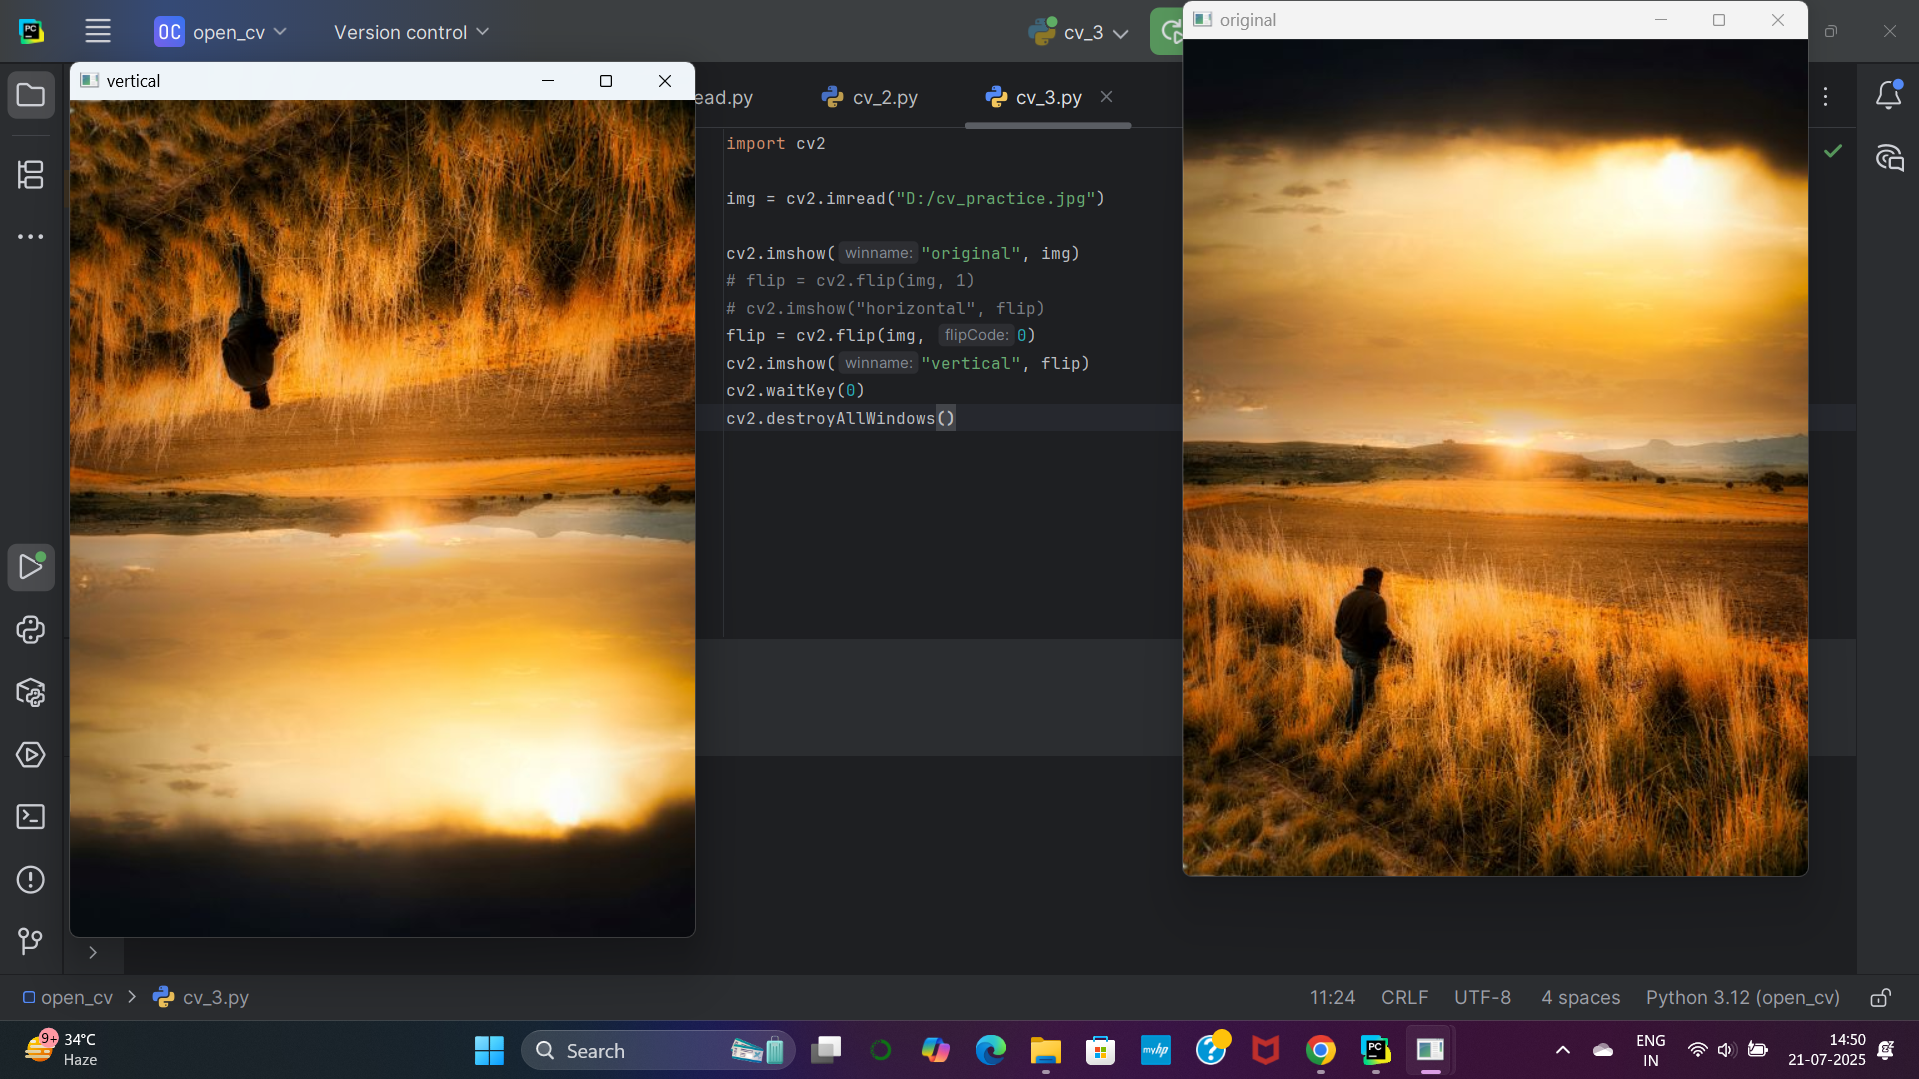 PC
OC open_cv
Version control
cv_3
original
vertical
ead.py
cv_2.py
cv_3.py
import cv2
img = cv2.imread("D:/cv_practice.jpg")
cv2.imshow( winname: "original", img)
# flip = cv2.flip(img, 1)
# cv2.imshow("horizontal", flip)
flip = cv2.flip(img, flipCode: 0)
cv2.imshow( winname: "vertical", flip)
cv2.waitKey(0)
cv2.destroyAllWindows()
open_cv > cv_3.py
11:24 CRLF UTF-8 4 spaces Python 3.12 (open_cv)
9+ 34°C
Haze
Search
myhp
PC
ENG
IN
14:50
21-07-2025